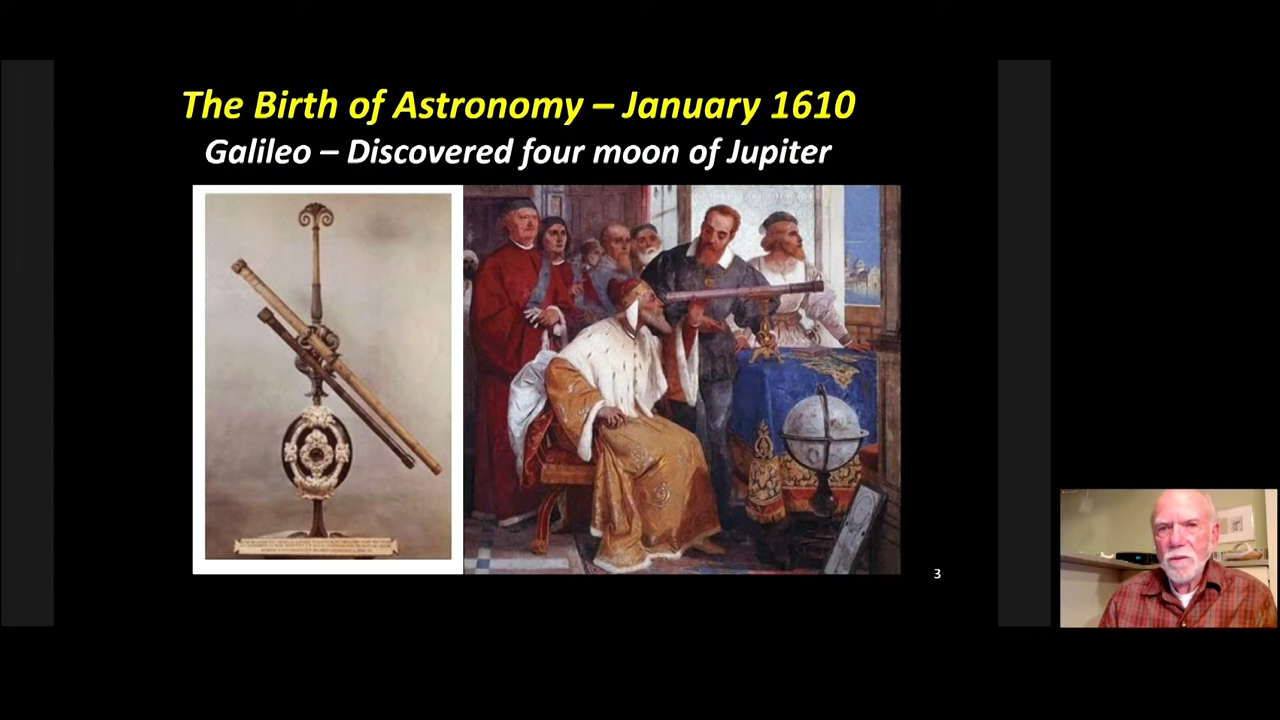 The Birth of Astronomy – January 1610
Galileo – Discovered four moon of Jupiter
3